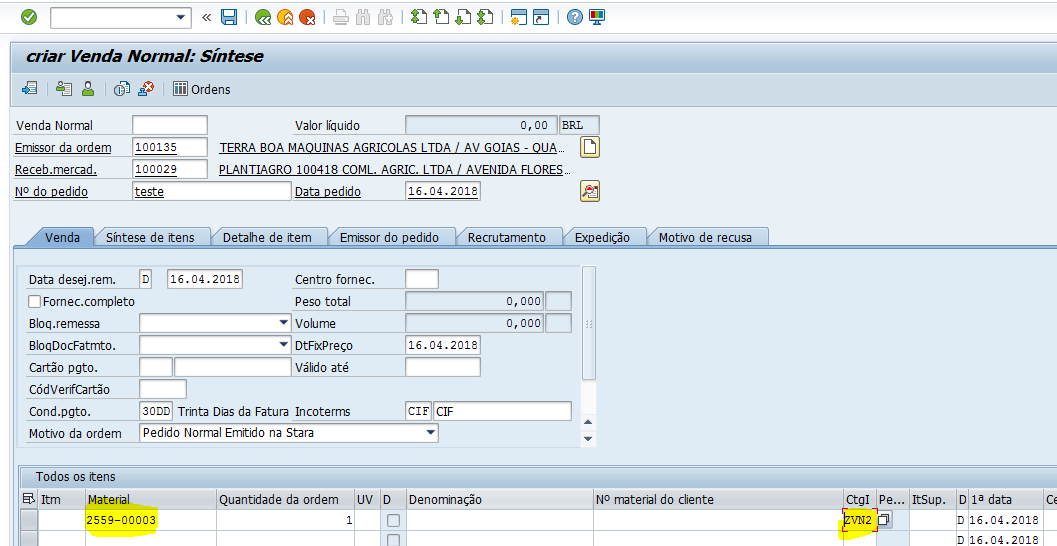 criar Venda Normal: Síntese
Ordens
Venda Normal Valor líquido 0,00 BRL
Emissor da ordem 100135 TERRA BOA MAQUINAS AGRICOLAS LTDA / AV GOIAS - QUA…
Receb.mercad. 100029 PLANTIAGRO 100418 COML. AGRIC. LTDA / AVENIDA FLORES…
Nº do pedido teste Data pedido 16.04.2018
Venda Síntese de itens Detalhe de item Emissor do pedido Recrutamento Expedição Motivo de recusa
Data desej.rem. D 16.04.2018 Centro fornec.
Fornec.completo Peso total 0,000
Bloq.remessa Volume 0,000
BloqDocFatmto. DtFixPreço 16.04.2018
Cartão pgto. Válido até
CódVerifCartão
Cond.pgto. 30DD Trinta Dias da Fatura Incoterms CIF CIF
Motivo da ordem Pedido Normal Emitido na Stara
Todos os itens
Itm Material Quantidade da ordem UV D Denominação Nº material do cliente CtgI Pe... ItSup. D 1ª data Ce
2559-00003 1 ZVN2 D 16.04.2018
D 16.04.2018